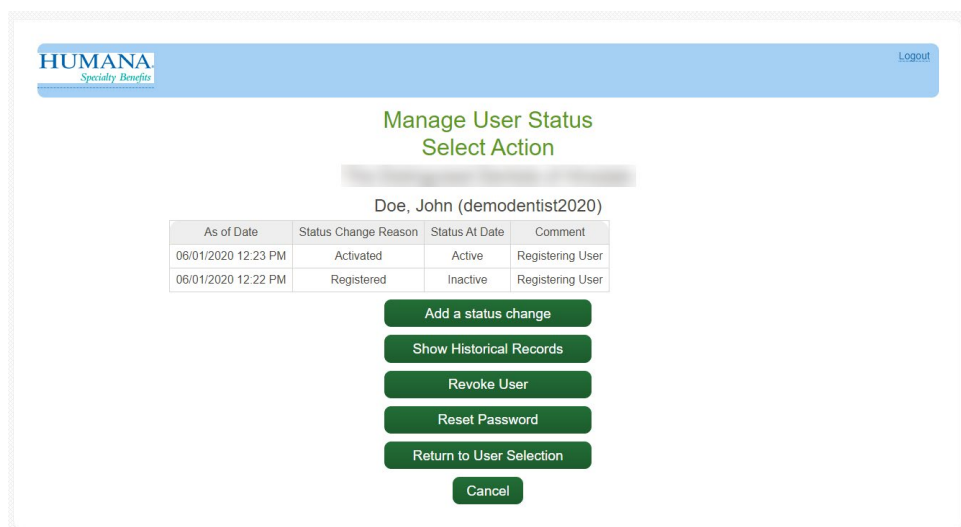 HUMANA.
Specialty Benefits
Logout
Manage User Status
Select Action
Doe, John (demodentist2020)
As of Date Status Change Reason Status At Date Comment
06/01/2020 12:23 PM Activated Active Registering User
06/01/2020 12:22 PM Registered Inactive Registering User
Add a status change
Show Historical Records
Revoke User
Reset Password
Return to User Selection
Cancel